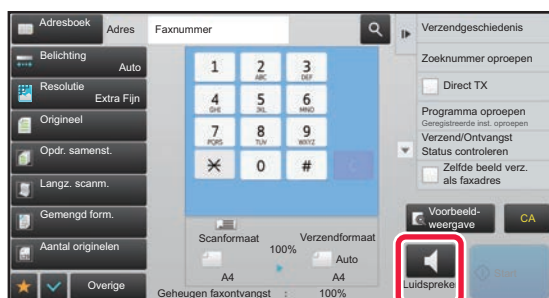 Adresboek
Adres
Faxnummer
Belichting
Auto
Resolutie
Extra Fijn
Origineel
Opdr. samenst.
Langz. scanm.
Gemengd form.
Aantal originelen
Overige
1
2
ABC
3
DEF
4
GHI
5
JKL
6
MNO
7
PQRS
8
TUV
9
WXYZ
0
#
Scanformaat
100%
Verzendformaat
Auto
A4
A4
Geheugen faxontvangst : 100%
Verzendgeschiedenis
Zoeknummer oproepen
Direct TX
Programma oproepen
Geregistreerde inst. oproepen
Verzend/Ontvangst
Status controleren
Zelfde beeld verz.
als faxadres
Voorbeeld-
weergave
CA
Luidspreker
Start